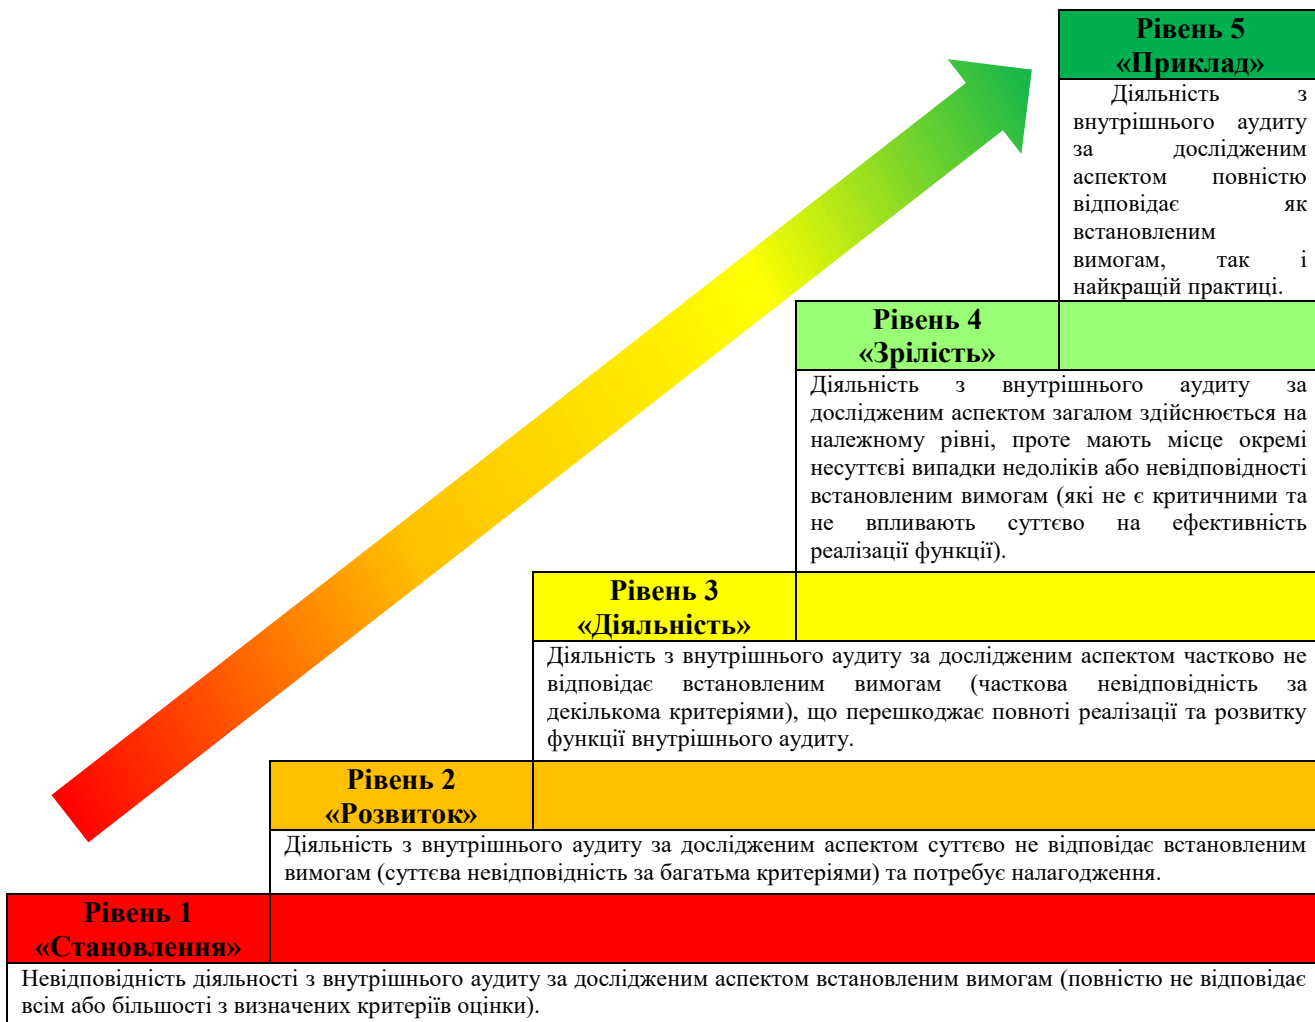 Рівень 5
«Приклад»
Діяльність з
внутрішнього аудиту
за дослідженим
аспектом повністю
відповідає як
встановленим
вимогам, так і
найкращій практиці.
Рівень 4
«Зрілість»
Діяльність з внутрішнього аудиту за
дослідженим аспектом загалом здійснюється на
належному рівні, проте мають місце окремі
несуттєві випадки недоліків або невідповідності
встановленим вимогам (які не є критичними та
не впливають суттєво на ефективність
реалізації функції).
Рівень 3
«Діяльність»
Діяльність з внутрішнього аудиту за дослідженим аспектом частково не
відповідає встановленим вимогам (часткова невідповідність за
декількома критеріями), що перешкоджає повноті реалізації та розвитку
функції внутрішнього аудиту.
Рівень 2
«Розвиток»
Діяльність з внутрішнього аудиту за дослідженим аспектом суттєво не відповідає встановленим
вимогам (суттєва невідповідність за багатьма критеріями) та потребує налагодження.
Рівень 1
«Становлення»
Невідповідність діяльності з внутрішнього аудиту за дослідженим аспектом встановленим вимогам (повністю не відповідає
всім або більшості з визначених критеріїв оцінки).